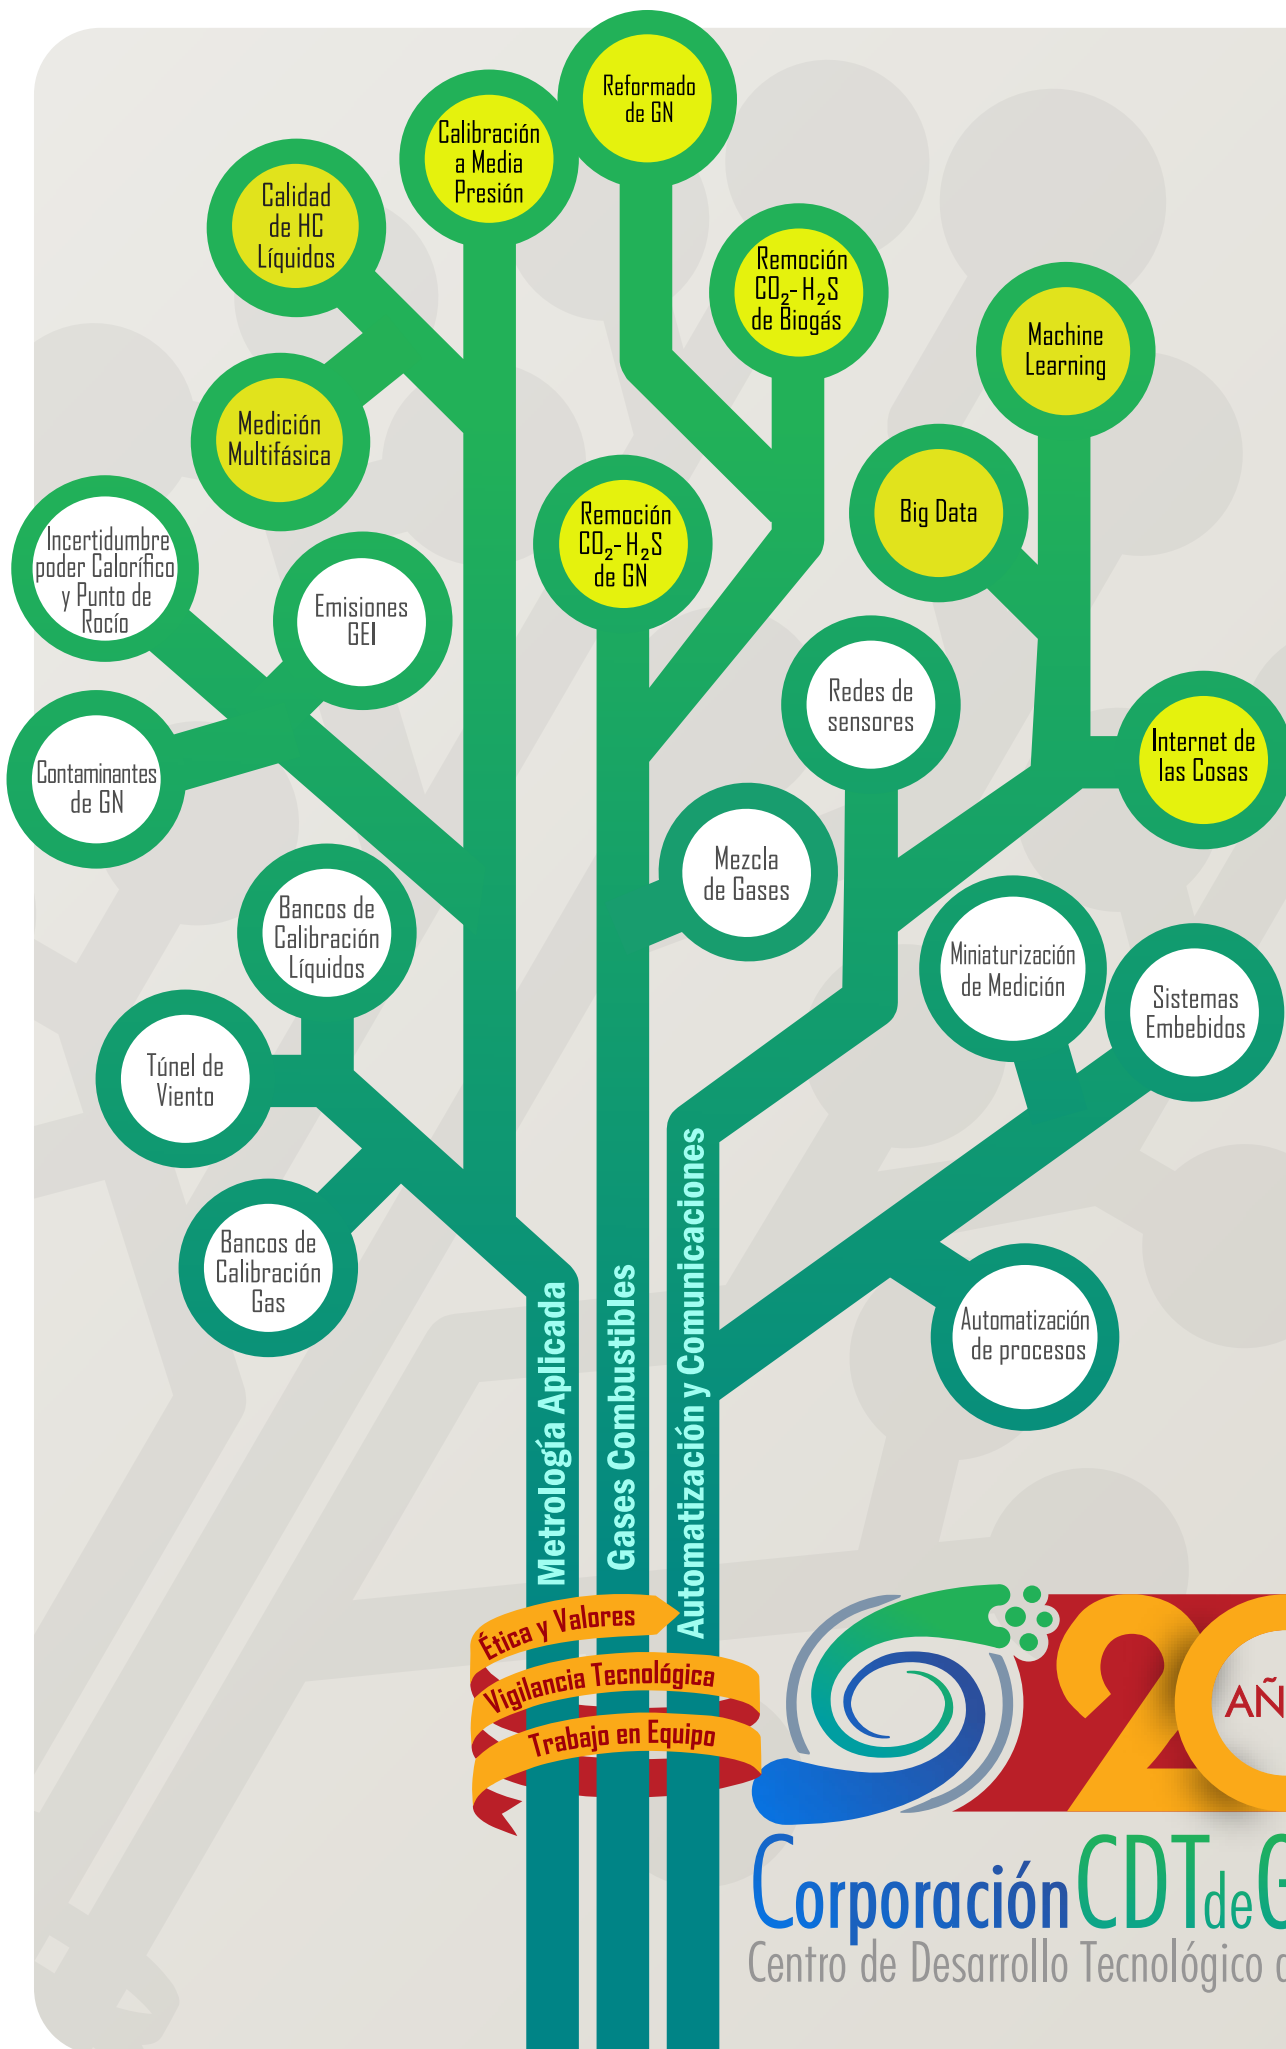 Reformado
de GN
Calibración
a Media
Presión
Calidad
de HC
Líquidos
Remoción
CO₂-H₂S
de Biogás
Machine
Learning
Medición
Multifásica
Remoción
CO₂-H₂S
de GN
Big Data
Incertidumbre
poder Calorífico
y Punto de
Rocío
Emisiones
GEI
Redes de
sensores
Internet de
las Cosas
Contaminantes
de GN
Mezcla
de Gases
Bancos de
Calibración
Líquidos
Miniaturización
de Medición
Sistemas
Embebidos
Túnel de
Viento
Bancos de
Calibración
Gas
Automatización
de procesos
Metrología Aplicada
Gases Combustibles
Automatización y Comunicaciones
Ética y Valores
Vigilancia Tecnológica
Trabajo en Equipo
20
AÑ
Corporación CDT de G
Centro de Desarrollo Tecnológico d